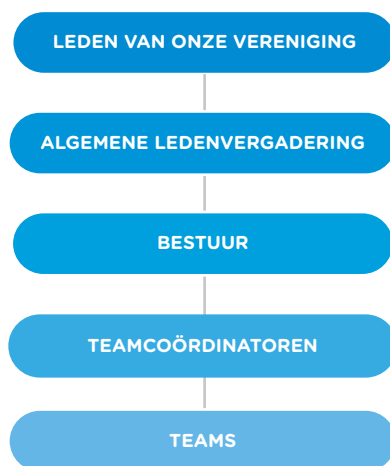 LEDEN VAN ONZE VERENIGING
ALGEMENE LEDENVERGADERING
BESTUUR
TEAMCOÖRDINATOREN
TEAMS